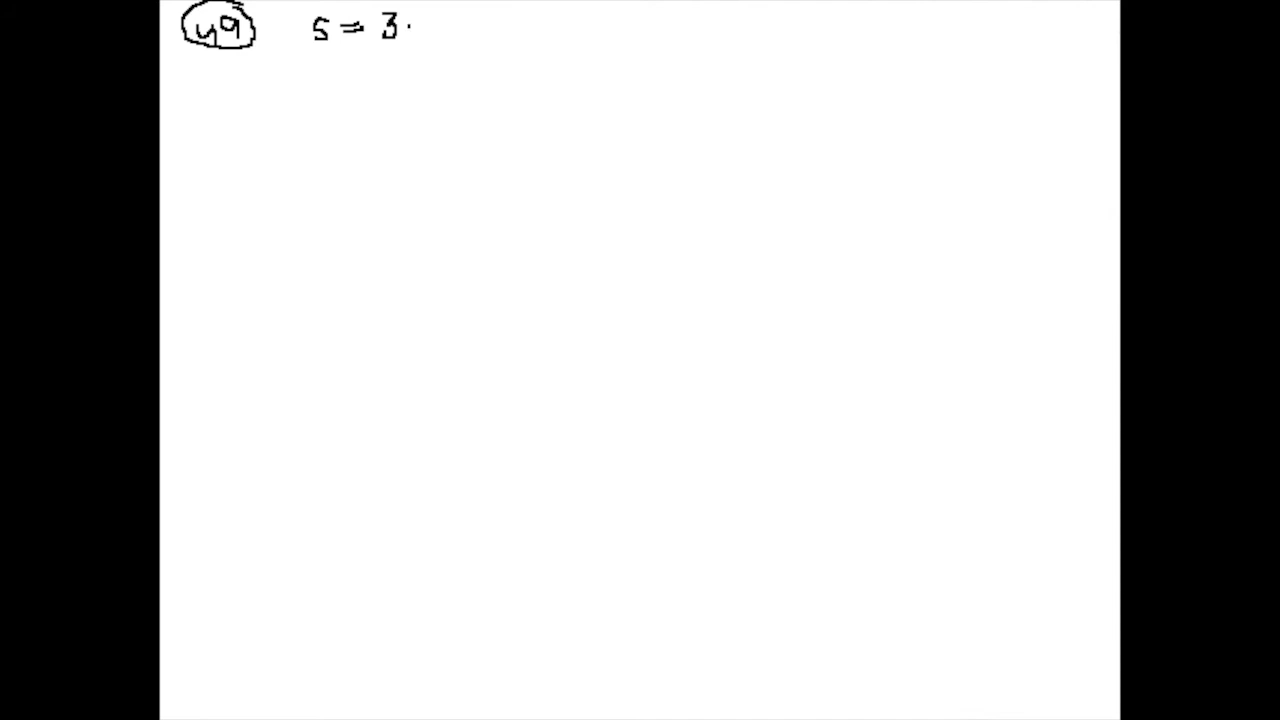 49 s = 3.